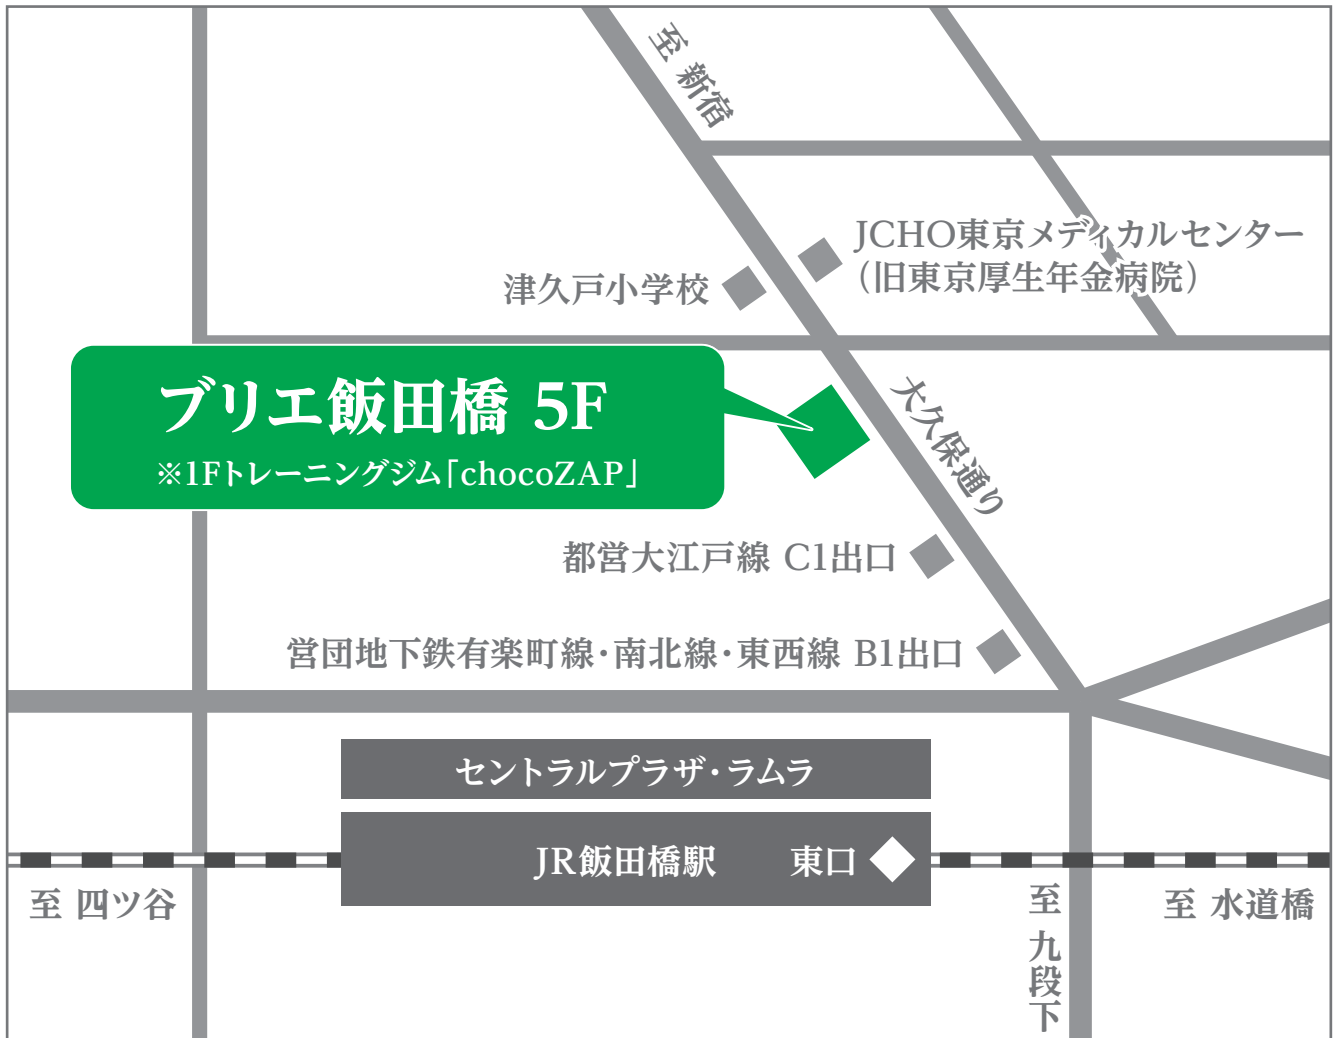 至 新宿
JCHO東京メディカルセンター
（旧東京厚生年金病院）
津久戸小学校
ブリエ飯田橋 5F
※1Fトレーニングジム「chocoZAP」
大久保通り
都営大江戸線 C1出口
営団地下鉄有楽町線・南北線・東西線 B1出口
セントラルプラザ・ラムラ
JR飯田橋駅 東口
至 四ツ谷
至 九段下
至 水道橋